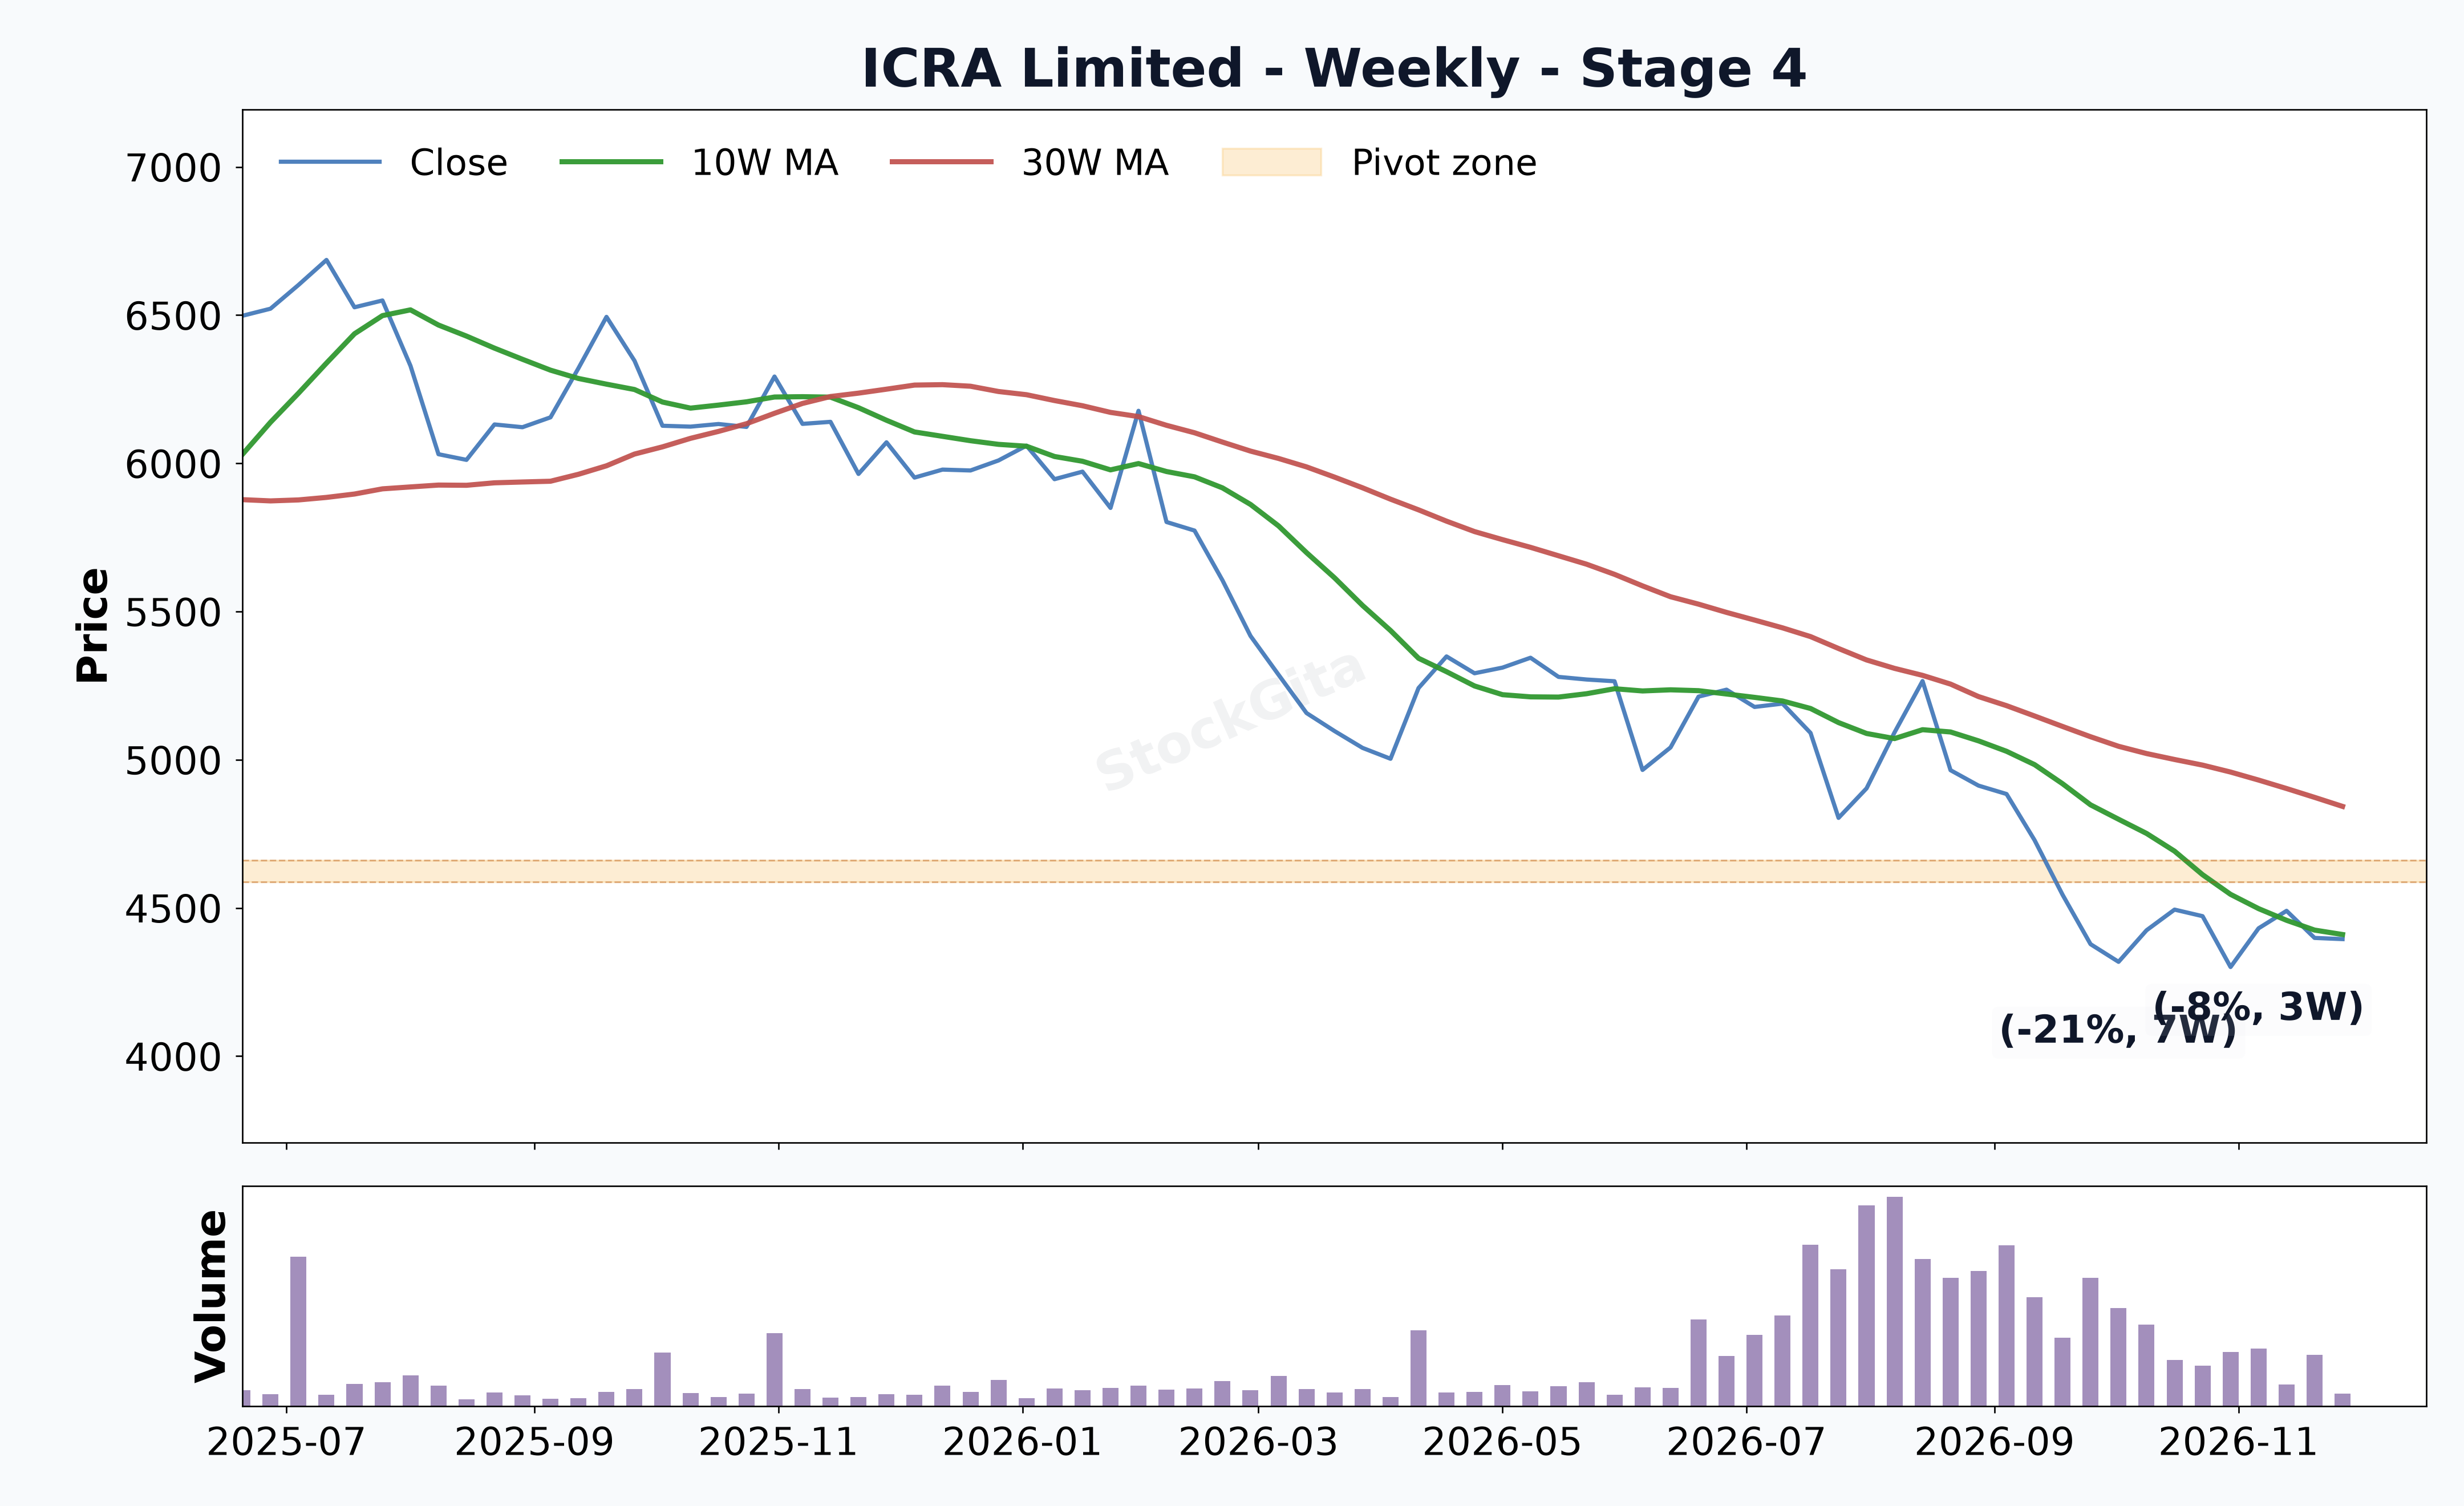 ICRA Limited - Weekly - Stage 4
Close 10W MA 30W MA Pivot zone
7000
6500
6000
5500
5000
4500
4000
Price
StockGita
(-8%, 3W)
(-21%, 7W)
Volume
2025-07 2025-09 2025-11 2026-01 2026-03 2026-05 2026-07 2026-09 2026-11